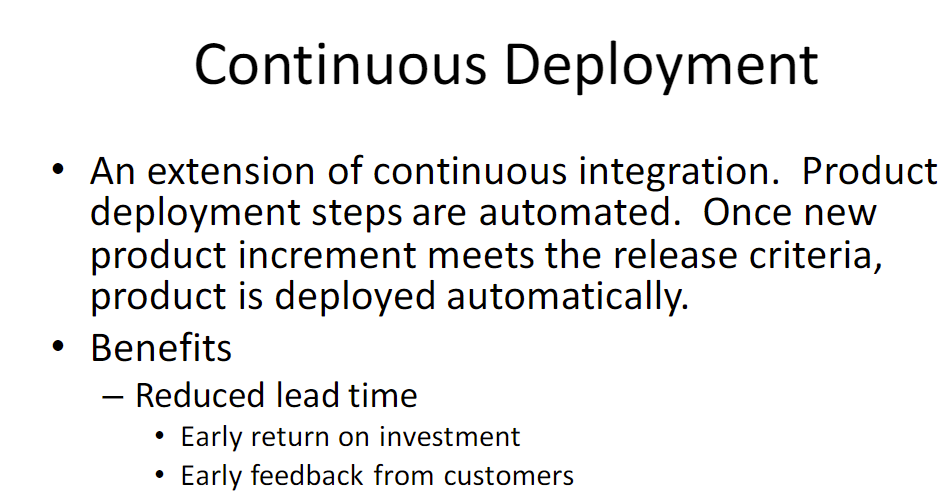 Continuous Deployment
• An extension of continuous integration.  Product
deployment steps are automated.  Once new
product increment meets the release criteria,
product is deployed automatically.
• Benefits
– Reduced lead time
• Early return on investment
• Early feedback from customers